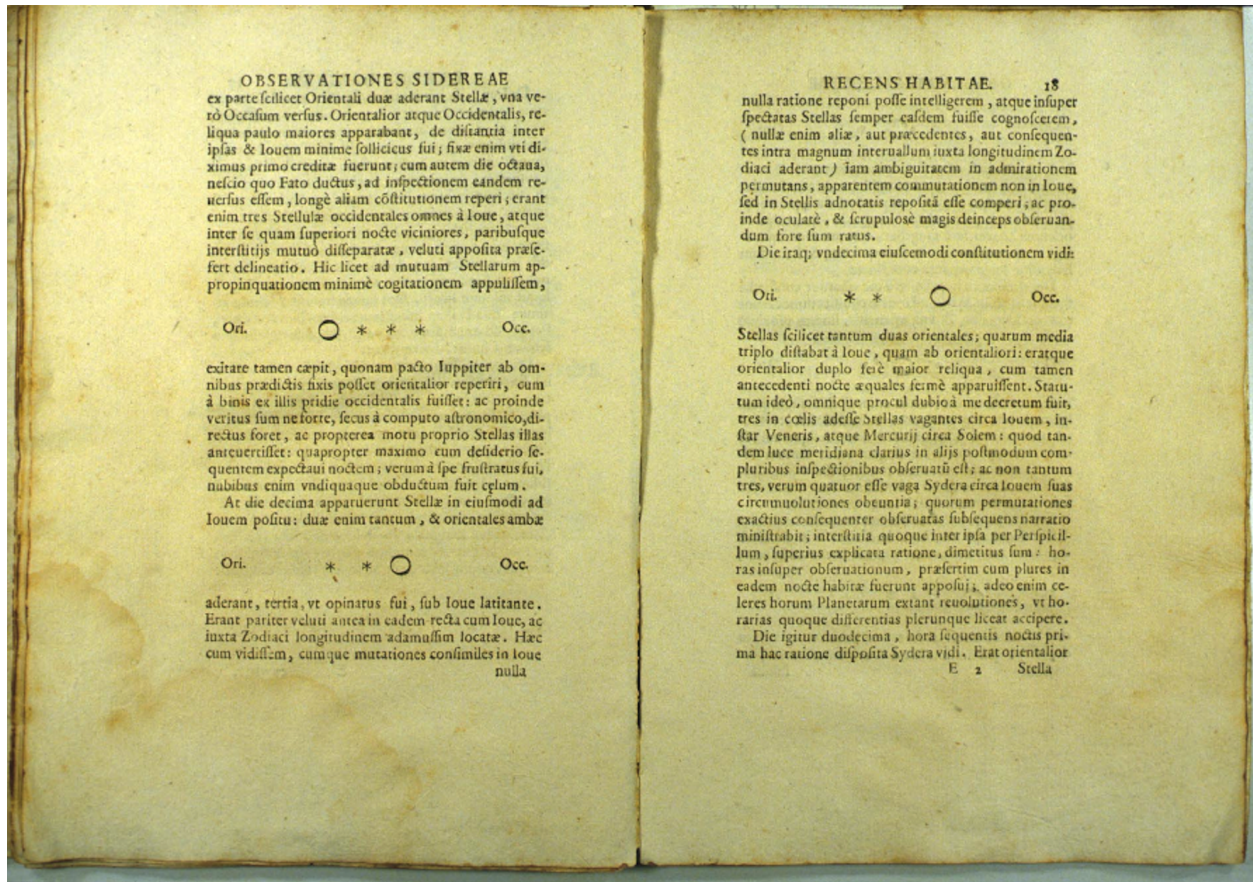 OBSERVATIONES SIDEREAE
ex parte ſcilicet Orientali duæ aderant Stellæ, vna ve-
rò Occaſum verſus. Orientalior atque Occidentalis, re-
liqua paulo maiores apparabant, de diſtantia inter
ipſas & Iouem minime ſollicicus fui; fixæ enim vti di-
ximus primo creditæ fuerunt; cum autem die octaua,
neſcio quo Fato ductus, ad inſpectionem eandem re-
uerſus eſſem, longè aliam cōſtitutionem reperi; erant
enim tres Stellulæ occidentales omnes à Ioue, atque
inter ſe quam ſuperiori nocte viciniores, paribuſque
interſtitijs mutuò diſſeparatæ, veluti appoſita præſe-
fert delineatio. Hic licet ad mutuam Stellarum ap-
propinquationem minimè cogitationem appuliſſem,
Ori. O * * * Occ.
exitare tamen cæpit, quonam pacto Iuppiter ab om-
nibus prædictis fixis poſſet orientalior reperiri, cum
à binis ex illis pridie occidentalis fuiſſet: ac proinde
veritus ſum ne forte, ſecus à computo aſtronomico, di-
rectus foret, ac propterea motu proprio Stellas illas
anteuertiſſet: quapropter maximo cum deſiderio ſe-
quentem expectaui noctem; verum à ſpe fruſtratus fui,
nubibus enim vndiquaque obductum fuit cęlum.
At die decima apparuerunt Stellæ in eiuſmodi ad
Iouem poſitu: duæ enim tantum, & orientales ambæ
Ori. * * O Occ.
aderant, tertia, vt opinatus fui, ſub Ioue latitante.
Erant pariter veluti antea in eadem recta cum Ioue, ac
iuxta Zodiaci longitudinem adamuſſim locatæ. Hæc
cum vidiſſem, cumque mutationes conſimiles in Ioue
nulla
RECENS HABITAE. 18
nulla ratione reponi poſſe intelligerem, atque inſuper
ſpectatas Stellas ſemper eaſdem fuiſſe cognoſcerem,
(nullæ enim aliæ, aut præcedentes, aut conſequen-
tes intra magnum interuallum iuxta longitudinem Zo-
diaci aderant) iam ambiguitatem in admirationem
permutans, apparentem commutationem non in Ioue,
ſed in Stellis adnotatis repoſitā eſſe comperi; ac pro-
inde oculatè, & ſcrupulosè magis deinceps obſeruan-
dum fore ſum ratus.
Die itaq; vndecima eiuſcemodi conſtitutionem vidi:
Ori. * * O Occ.
Stellas ſcilicet tantum duas orientales; quarum media
triplo diſtabat à Ioue, quam ab orientaliori: eratque
orientalior duplo ferè maior reliqua, cum tamen
antecedenti nocte æquales fermè apparuiſſent. Statu-
tum ideò, omnique procul dubio à me decretum fuit,
tres in cœlis adeſſe Stellas vagantes circa Iouem, in-
ſtar Veneris, atque Mercurij circa Solem: quod tan-
dem luce meridiana clarius in alijs poſtmodum com-
pluribus inſpectionibus obſeruatū eſt; ac non tantum
tres, verum quatuor eſſe vaga Sydera circa Iouem ſuas
circumuolutiones obeuntia; quorum permutationes
exactius conſequenter obſeruatas ſubſequens narratio
miniſtrabit; interſtitia quoque inter ipſa per Perſpicil-
lum, ſuperius explicata ratione, dimetitus ſum: ho-
ras inſuper obſeruationum, præſertim cum plures in
eadem nocte habitæ fuerunt appoſui; adeo enim ce-
leres horum Planetarum extant reuolutiones, vt ho-
rarias quoque differentias plerunque liceat accipere.
Die igitur duodecima, hora ſequentis noctis pri-
ma hac ratione diſpoſita Sydera vidi. Erat orientalior
E 2 Stella